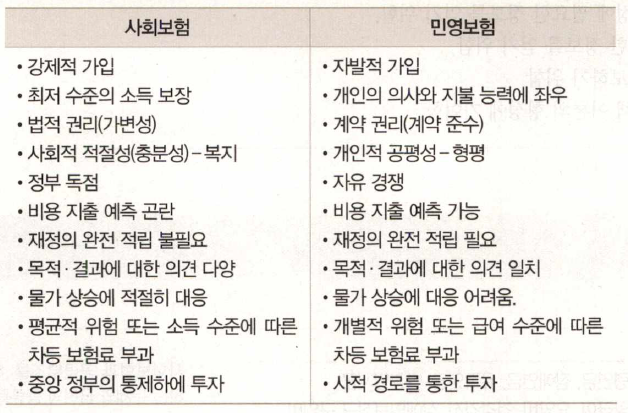 사회보험
민영보험
• 강제적 가입
• 최저 수준의 소득 보장
• 법적 권리(가변성)
• 사회적 적절성(충분성) – 복지
• 정부 독점
• 비용 지출 예측 곤란
• 재정의 완전 적립 불필요
• 목적·결과에 대한 의견 다양
• 물가 상승에 적절히 대응
• 평균적 위험 또는 소득 수준에 따른
차등 보험료 부과
• 중앙 정부의 통제하에 투자
• 자발적 가입
• 개인의 의사와 지불 능력에 좌우
• 계약 권리(계약 준수)
• 개인적 공평성 – 형평
• 자유 경쟁
• 비용 지출 예측 가능
• 재정의 완전 적립 필요
• 목적·결과에 대한 의견 일치
• 물가 상승에 대응 어려움.
• 개별적 위험 또는 급여 수준에 따른
차등 보험료 부과
• 사적 경로를 통한 투자